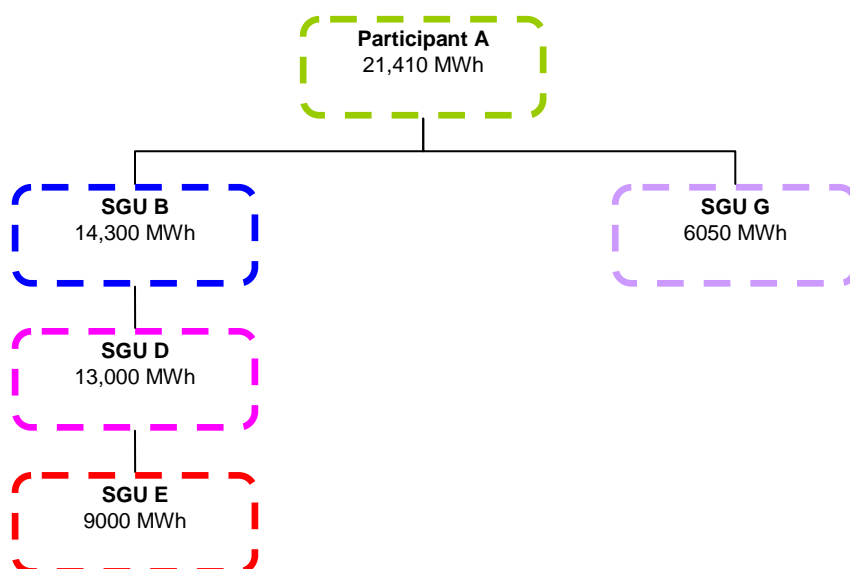 Participant A
21,410 MWh
SGU B
14,300 MWh
SGU G
6050 MWh
SGU D
13,000 MWh
SGU E
9000 MWh